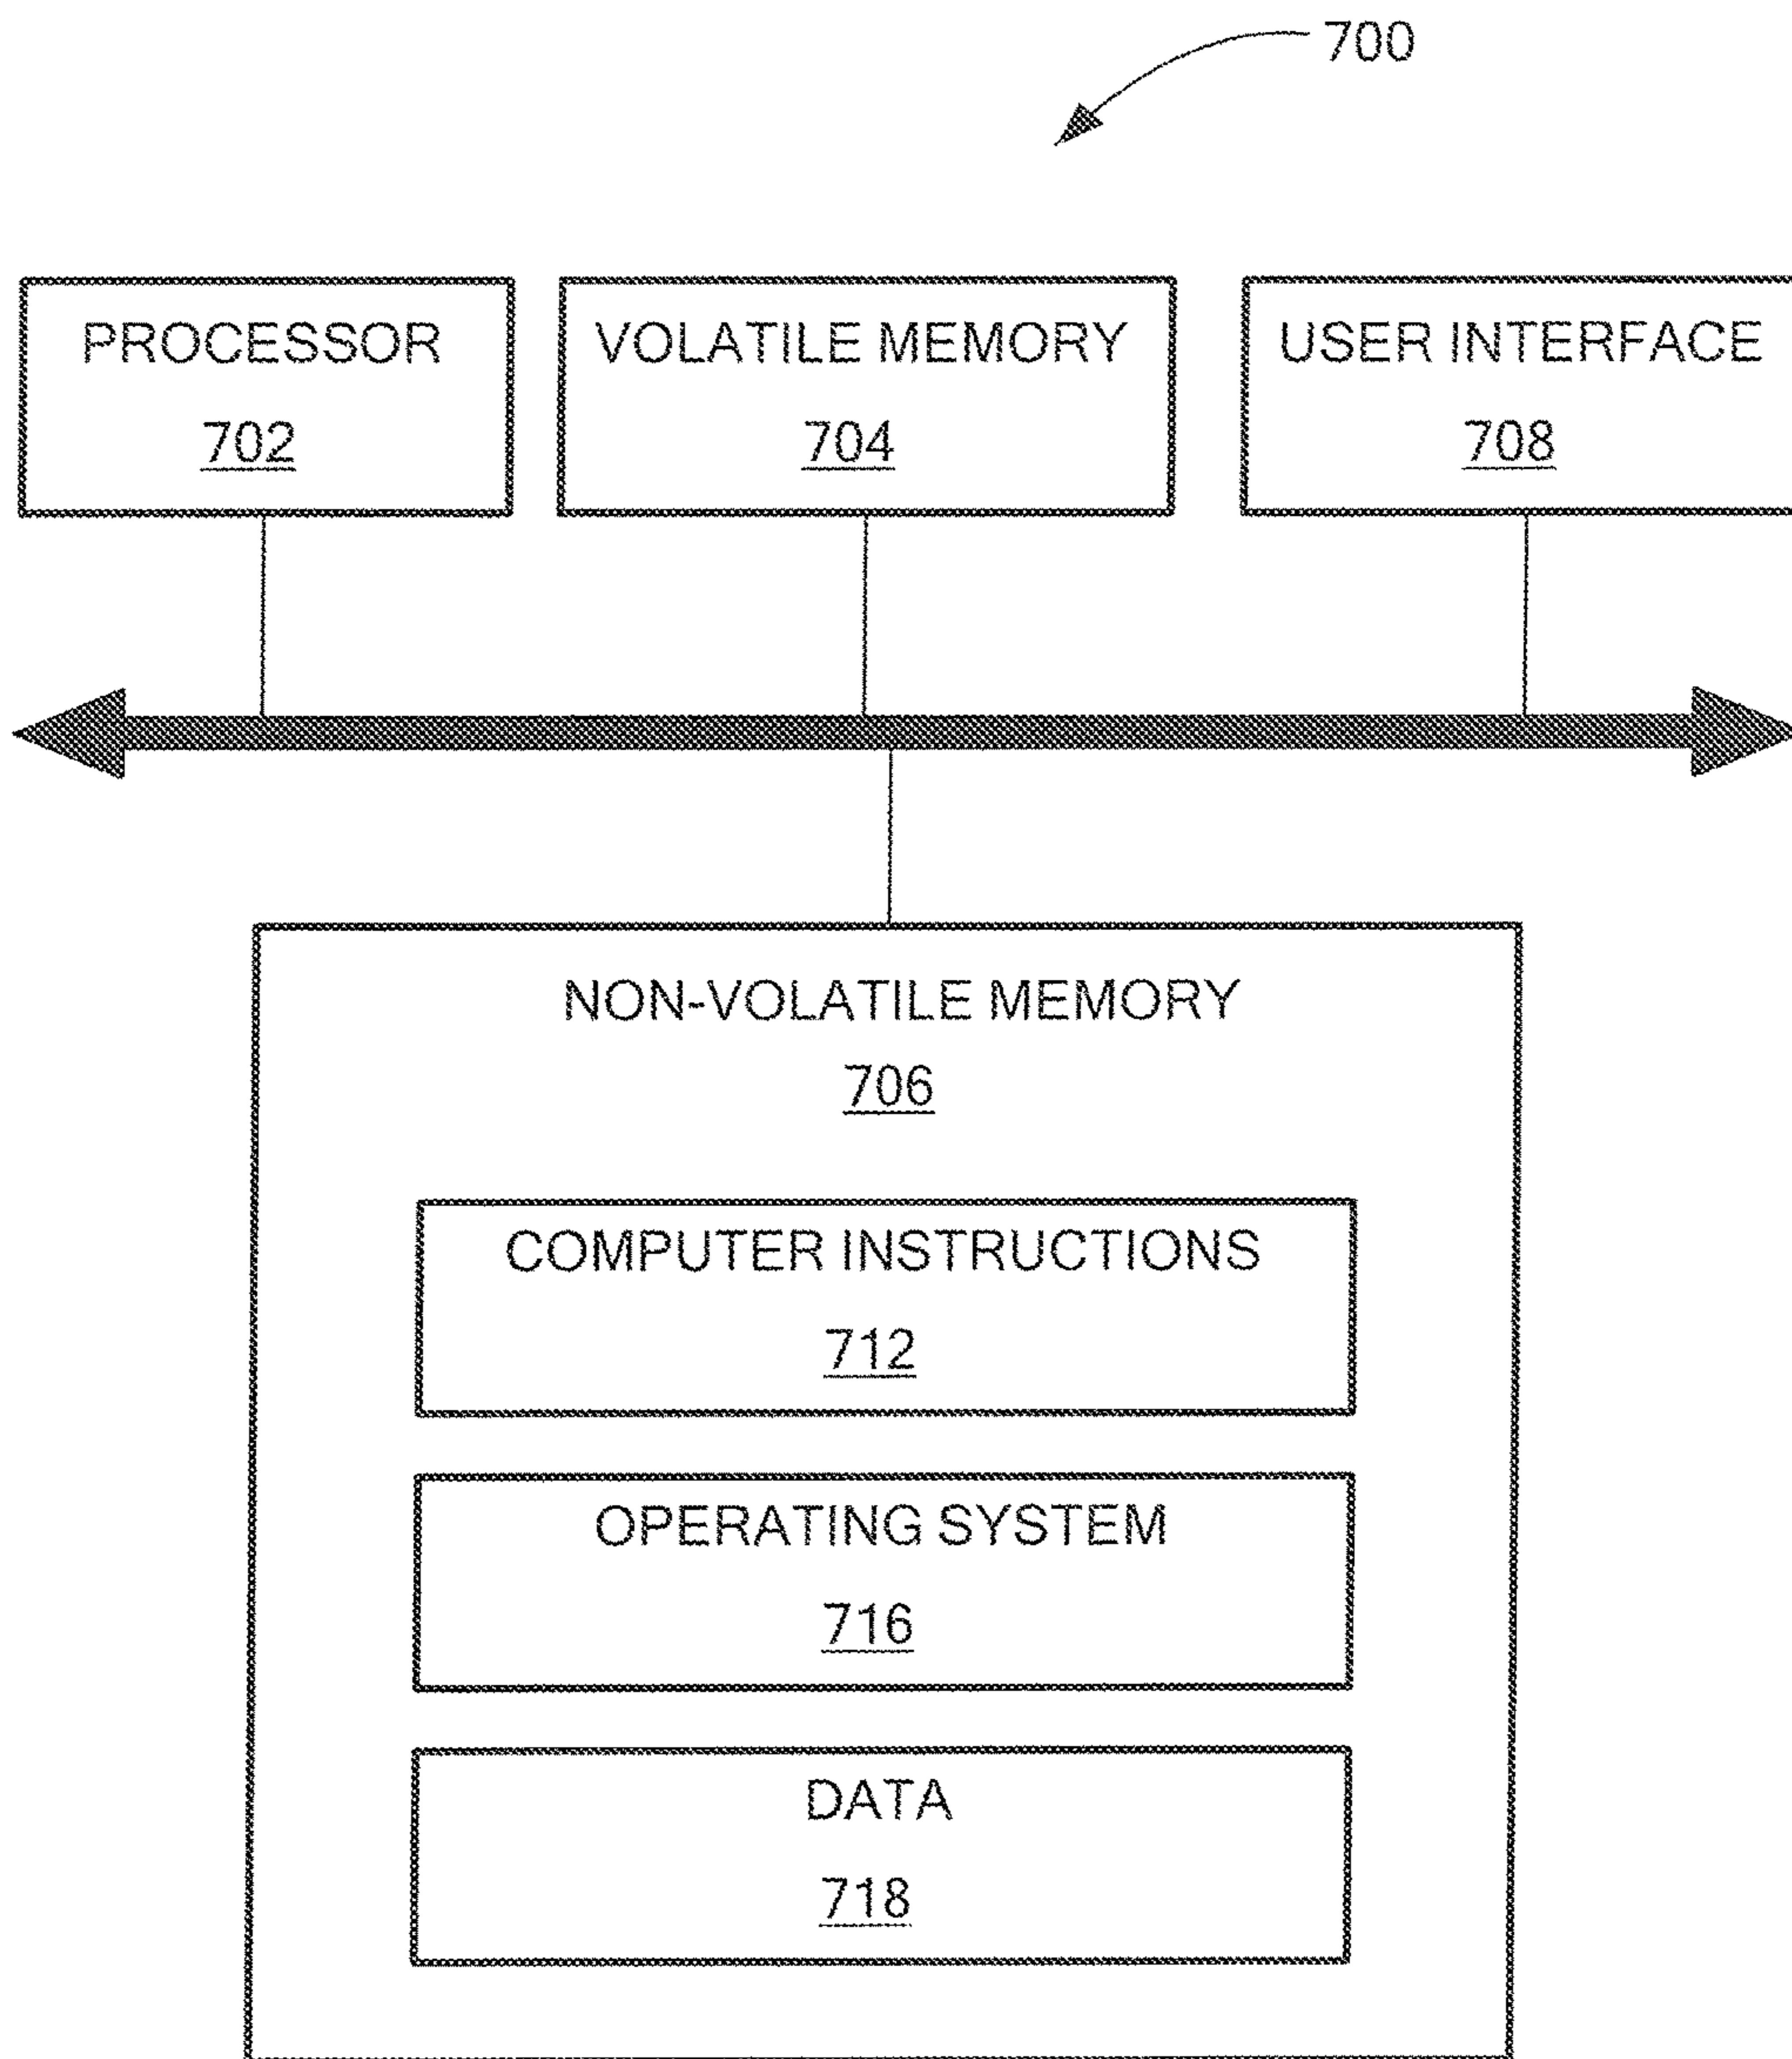 700
PROCESSOR
702
VOLATILE MEMORY
704
USER INTERFACE
708
NON-VOLATILE MEMORY
706
COMPUTER INSTRUCTIONS
712
OPERATING SYSTEM
716
DATA
718